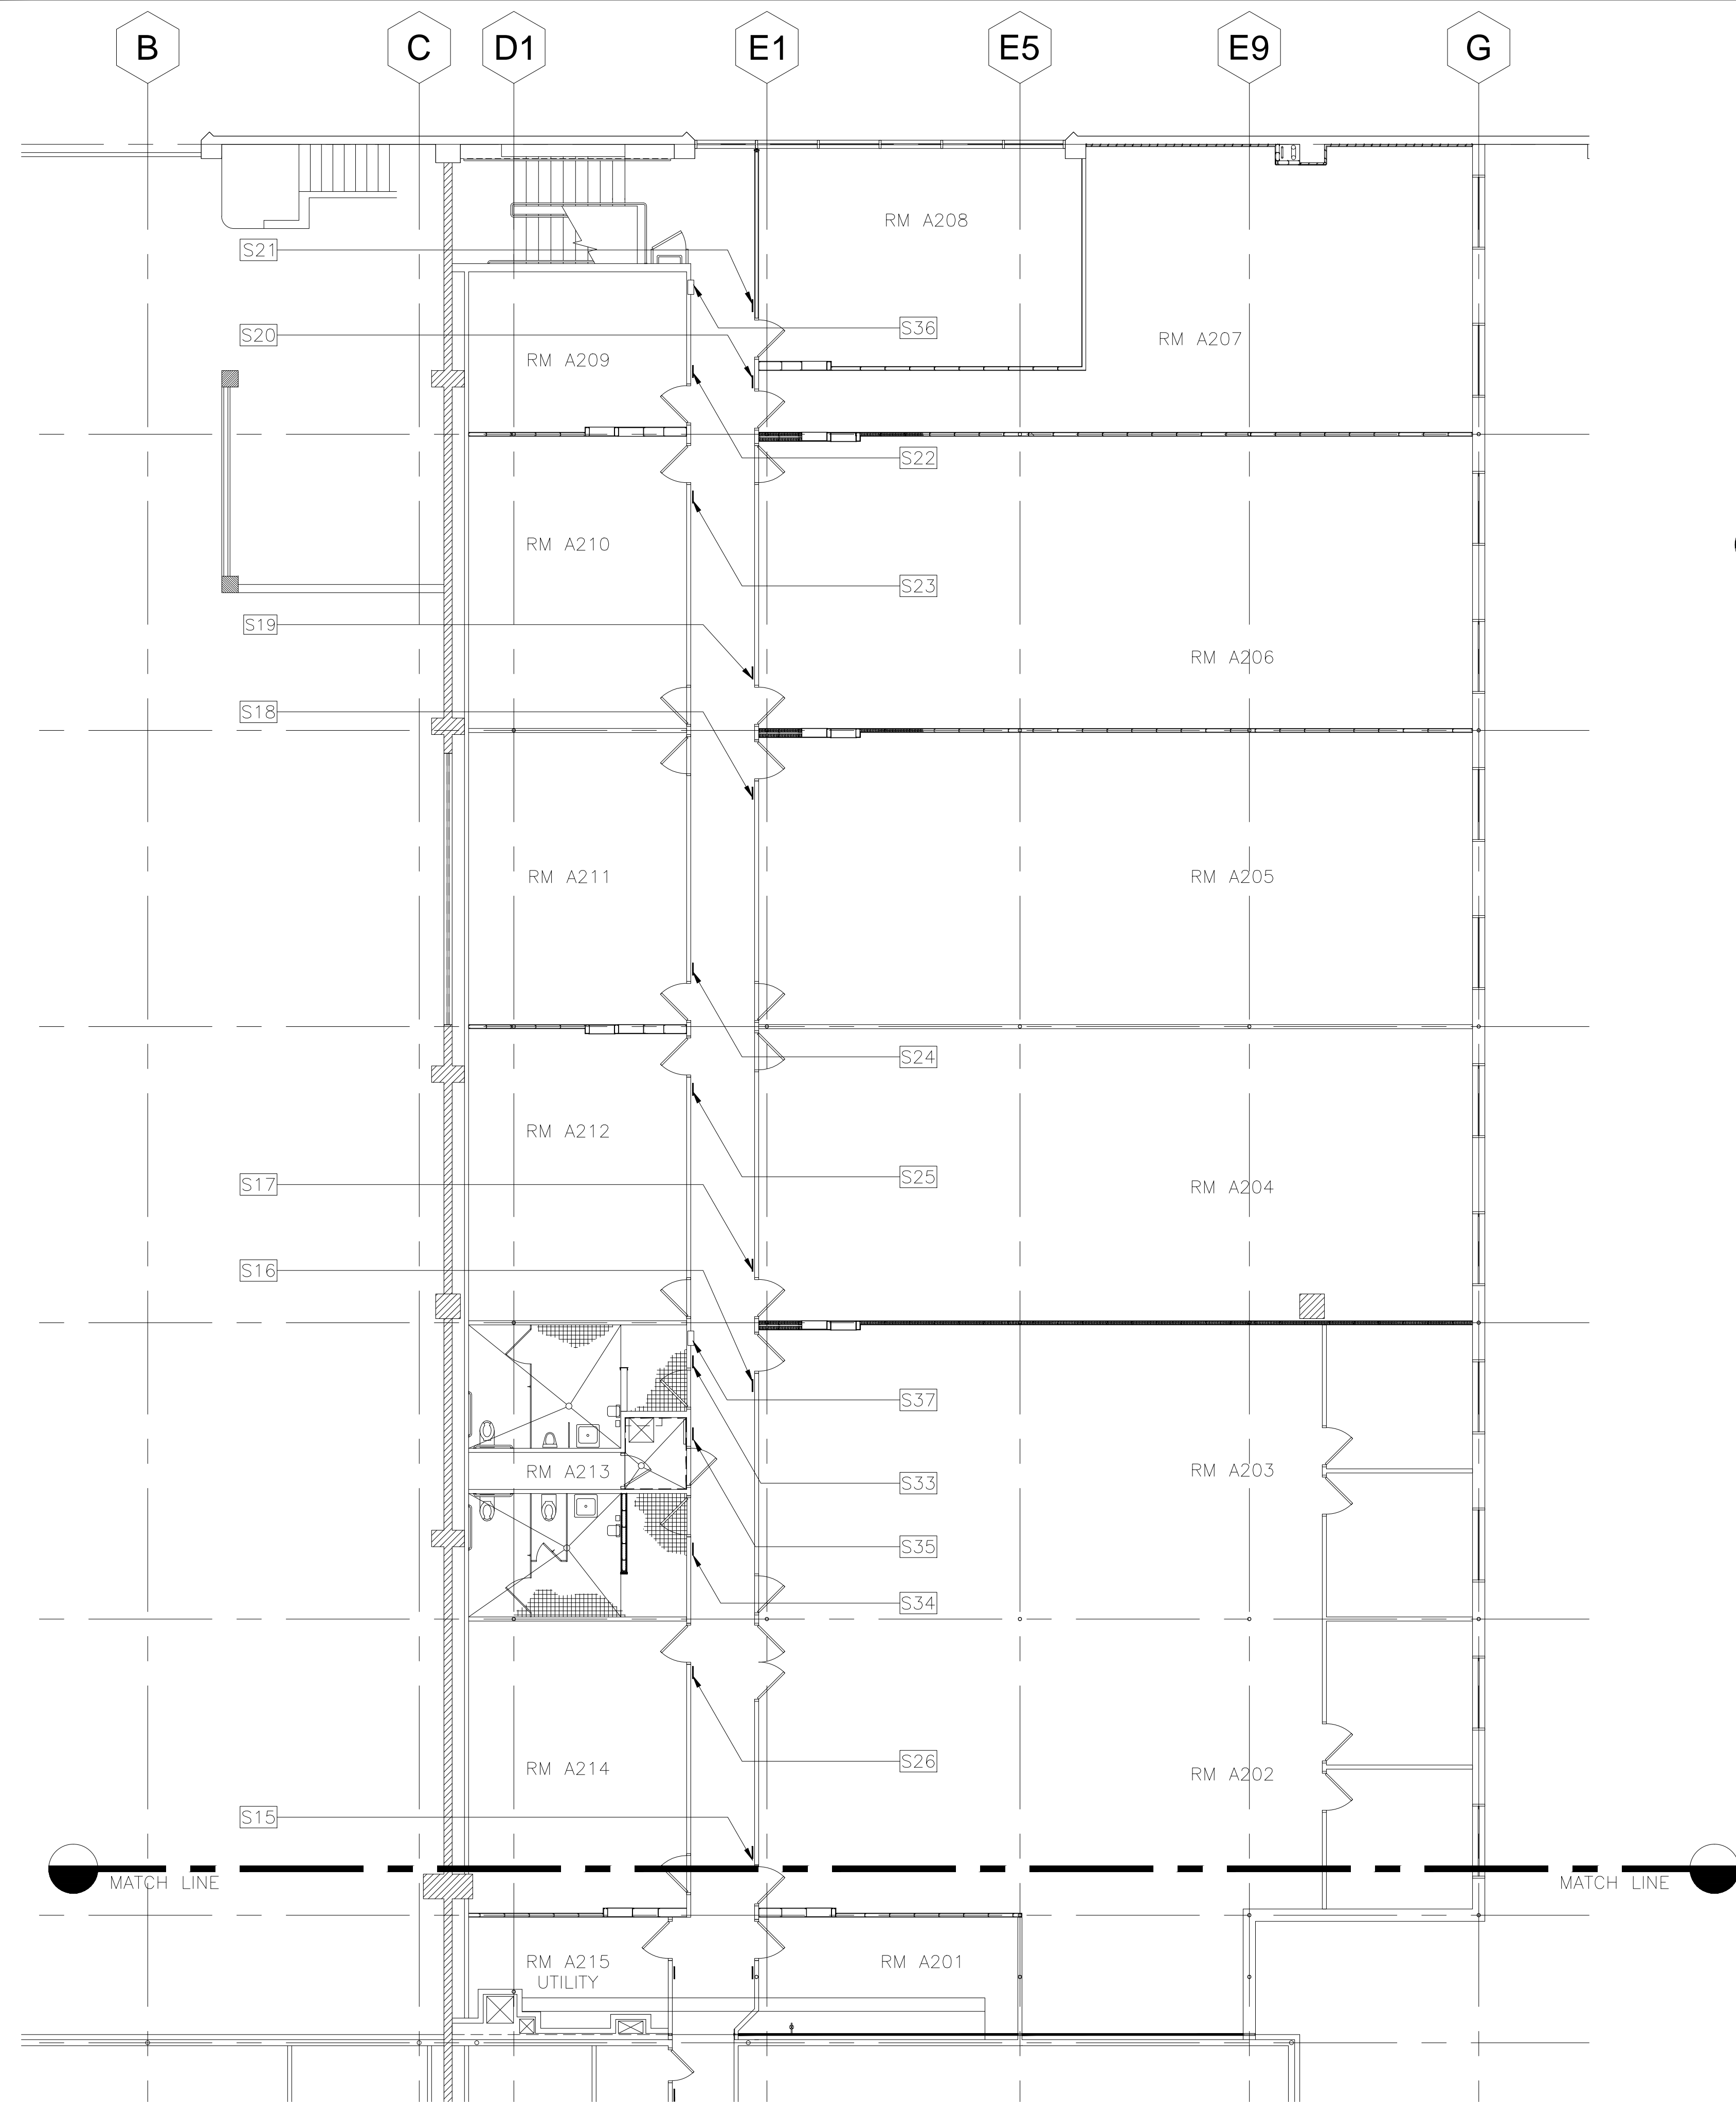 B
C
D1
E1
E5
E9
G
RM A208
S21
S36
S20
RM A207
RM A209
S22
RM A210
S23
S19
RM A206
S18
RM A211
RM A205
S24
RM A212
S25
S17
RM A204
S16
S37
RM A213
RM A203
S33
S35
S34
S26
RM A214
RM A202
S15
MATCH LINE
MATCH LINE
RM A215
UTILITY
RM A201